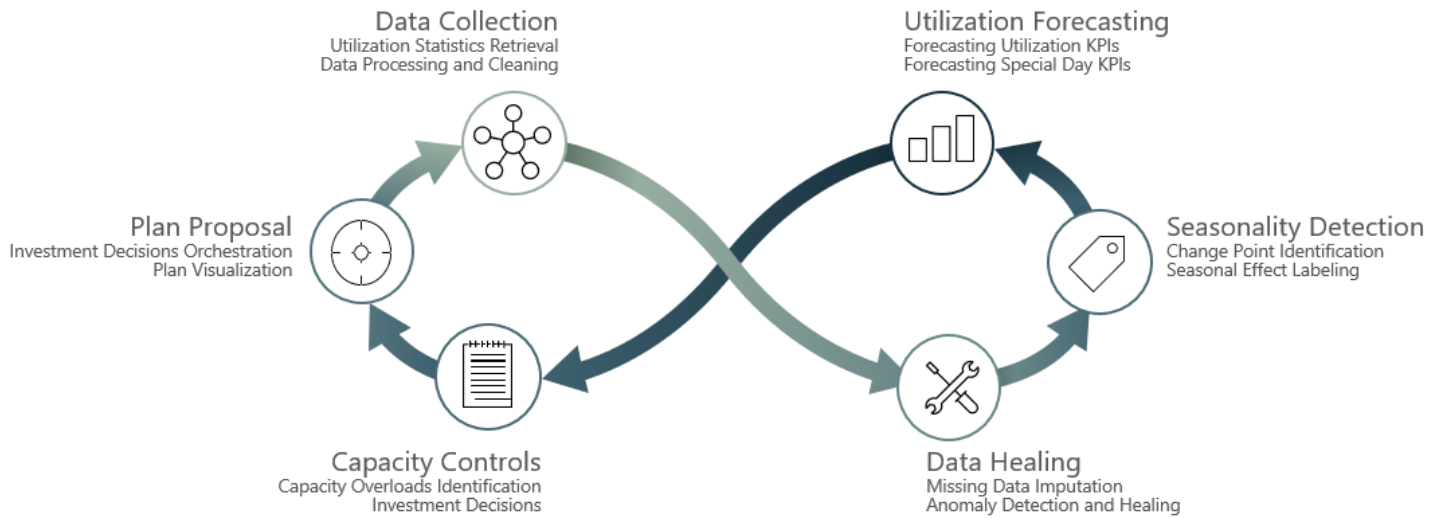 Data Collection
Utilization Statistics Retrieval
Data Processing and Cleaning
Utilization Forecasting
Forecasting Utilization KPIs
Forecasting Special Day KPIs
Plan Proposal
Investment Decisions Orchestration
Plan Visualization
Seasonality Detection
Change Point Identification
Seasonal Effect Labeling
Capacity Controls
Capacity Overloads Identification
Investment Decisions
Data Healing
Missing Data Imputation
Anomaly Detection and Healing